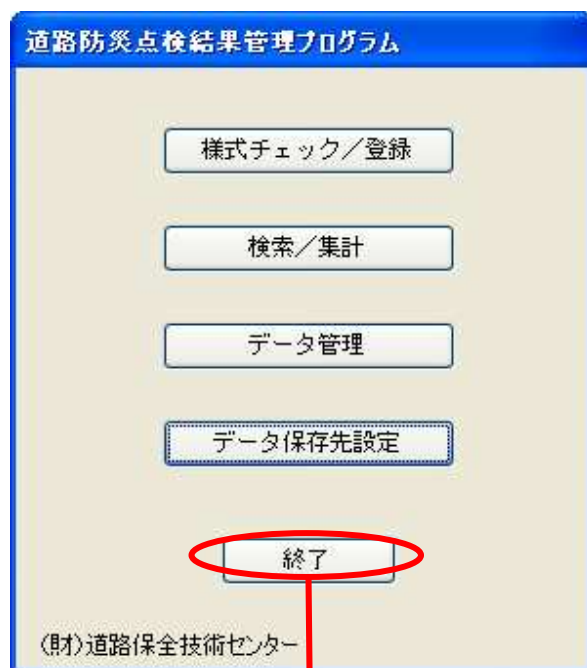 道路防災点検結果管理プログラム
様式チェック／登録
検索／集計
データ管理
データ保存先設定
終了
(財)道路保全技術センター